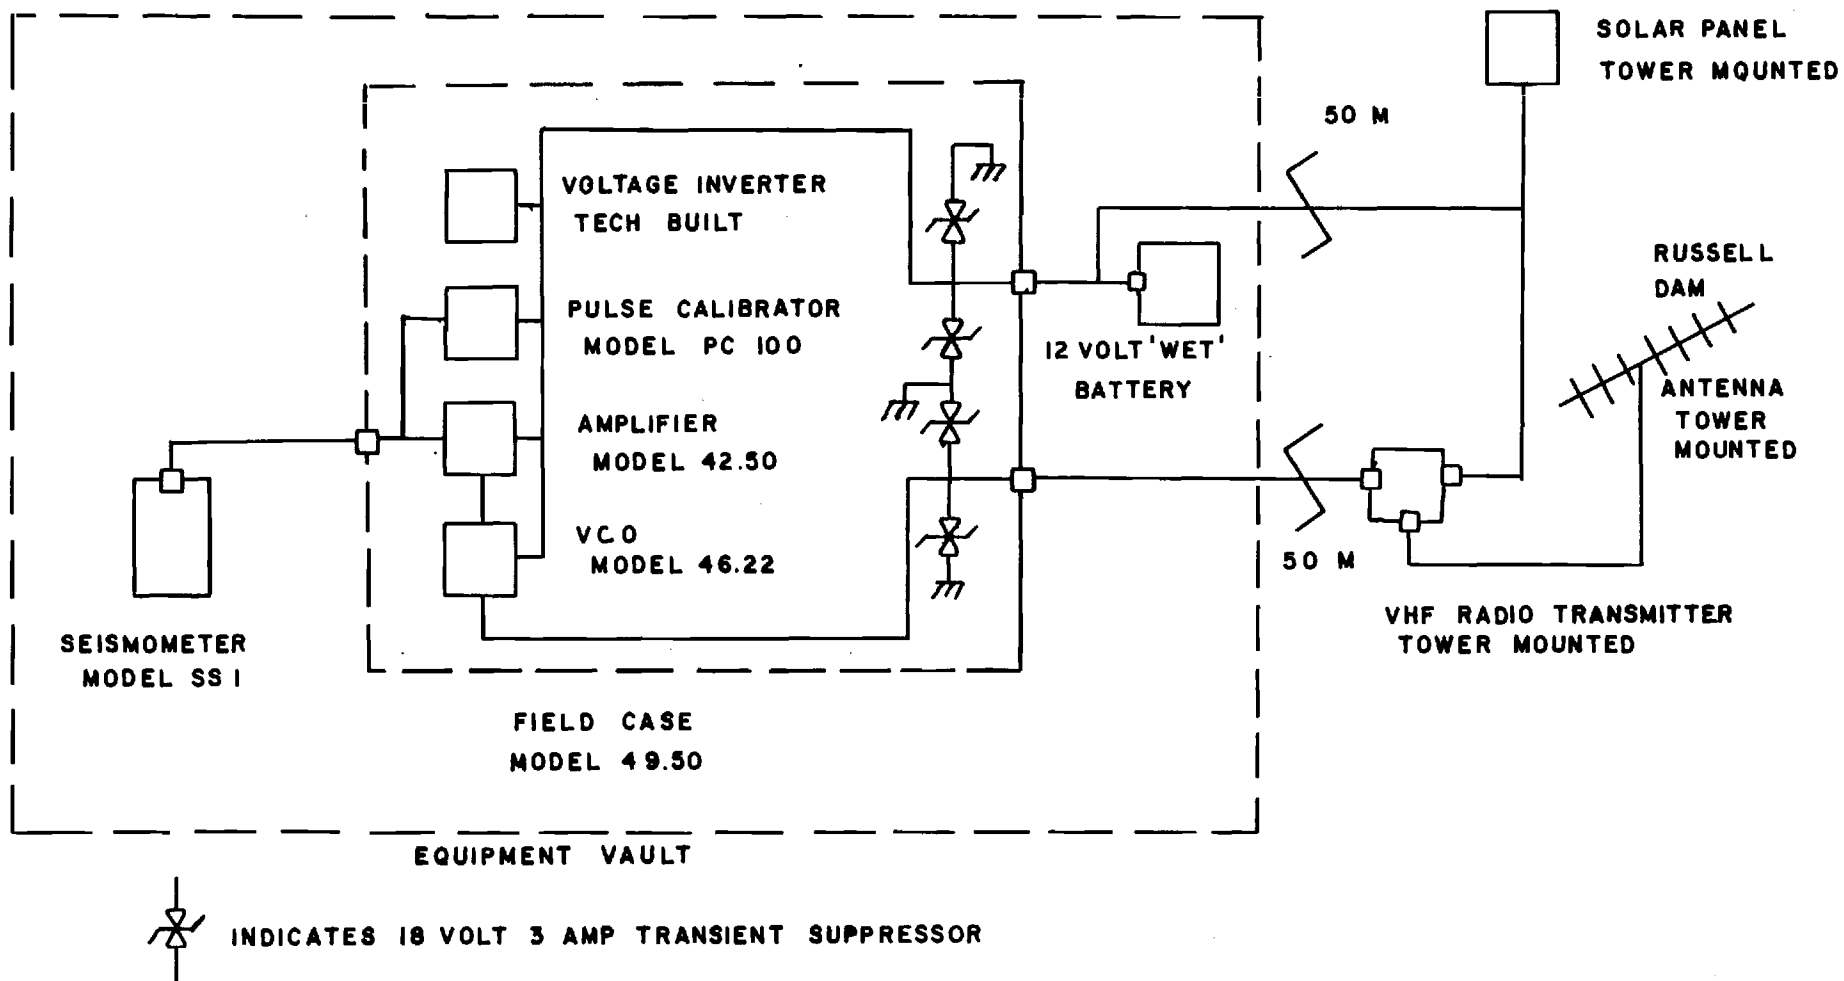 SOLAR PANEL
TOWER MOUNTED
50 M
VOLTAGE INVERTER
TECH BUILT
RUSSELL
DAM
PULSE CALIBRATOR
MODEL PC 100
12 VOLT 'WET'
BATTERY
ANTENNA
TOWER
MOUNTED
AMPLIFIER
MODEL 42.50
VCO
MODEL 46.22
50 M
VHF RADIO TRANSMITTER
TOWER MOUNTED
SEISMOMETER
MODEL SS 1
FIELD CASE
MODEL 49.50
EQUIPMENT VAULT
INDICATES 18 VOLT 3 AMP TRANSIENT SUPPRESSOR